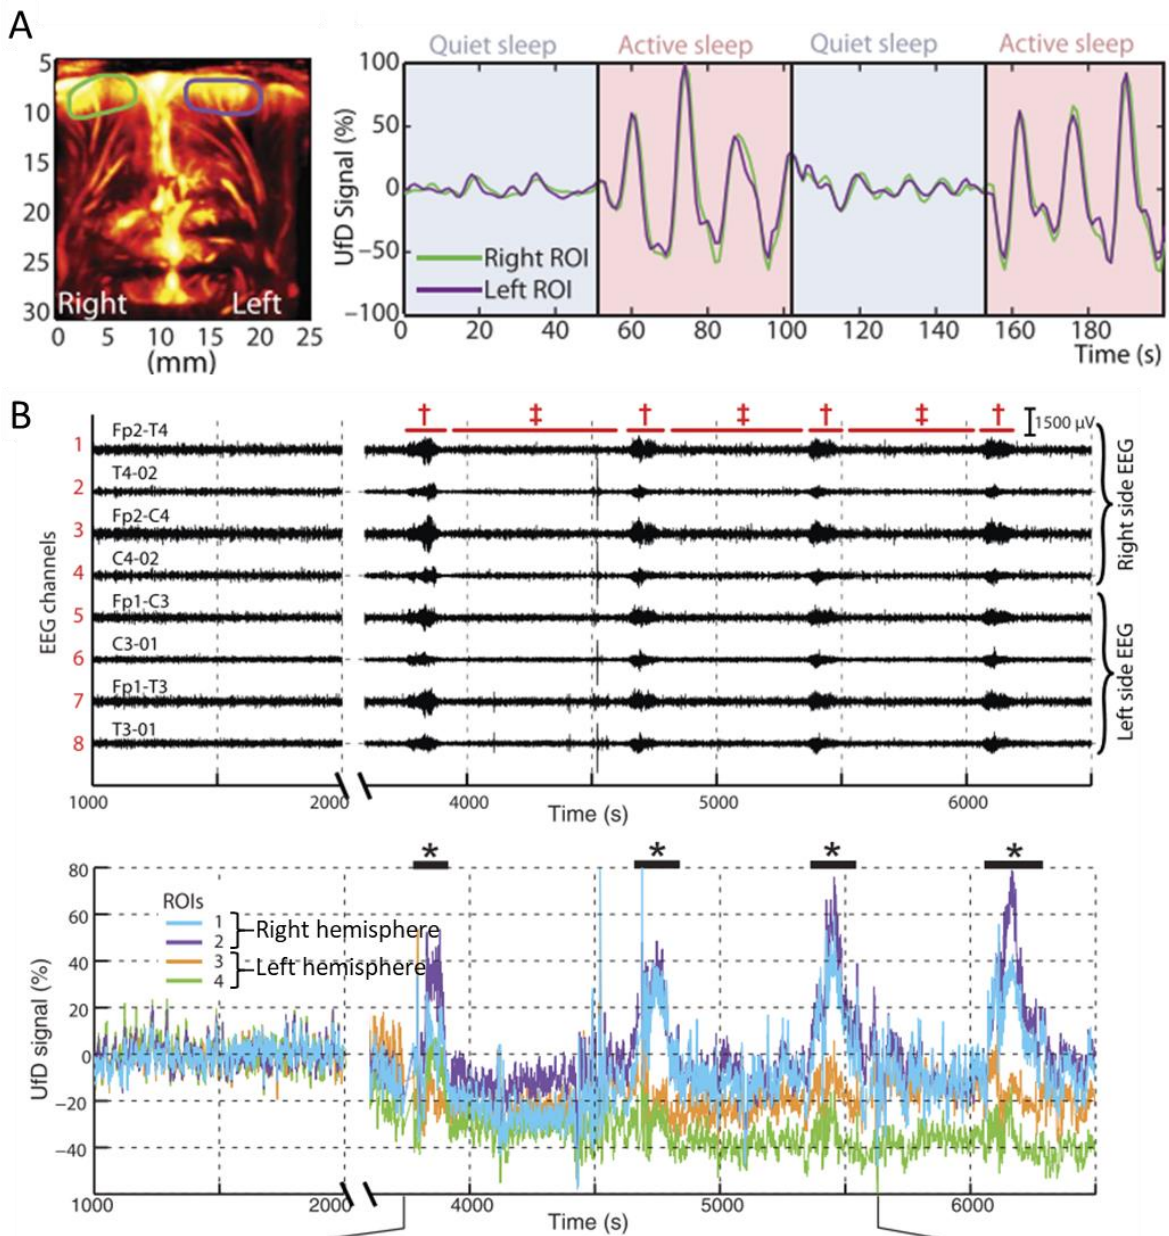 A
Quiet sleep Active sleep Quiet sleep Active sleep
5
10
15
20
25
30
Right Left
0 5 10 15 20 25
(mm)
UfD Signal (%)
100
50
0
−50
−100
Right ROI
Left ROI
0 20 40 60 80 100 120 140 160 180
Time (s)
B
† ‡ † ‡ † ‡ †
1500 µV
EEG channels
1 Fp2-T4
2 T4-02
3 Fp2-C4
4 C4-02
5 Fp1-C3
6 C3-01
7 Fp1-T3
8 T3-01
Right side EEG
Left side EEG
1000 2000 4000 5000 6000
Time (s)
* * * *
UfD signal (%)
80
60
40
20
0
−20
−40
ROIs
1
2
Right hemisphere
3
4
Left hemisphere
1000 2000 4000 5000 6000
Time (s)